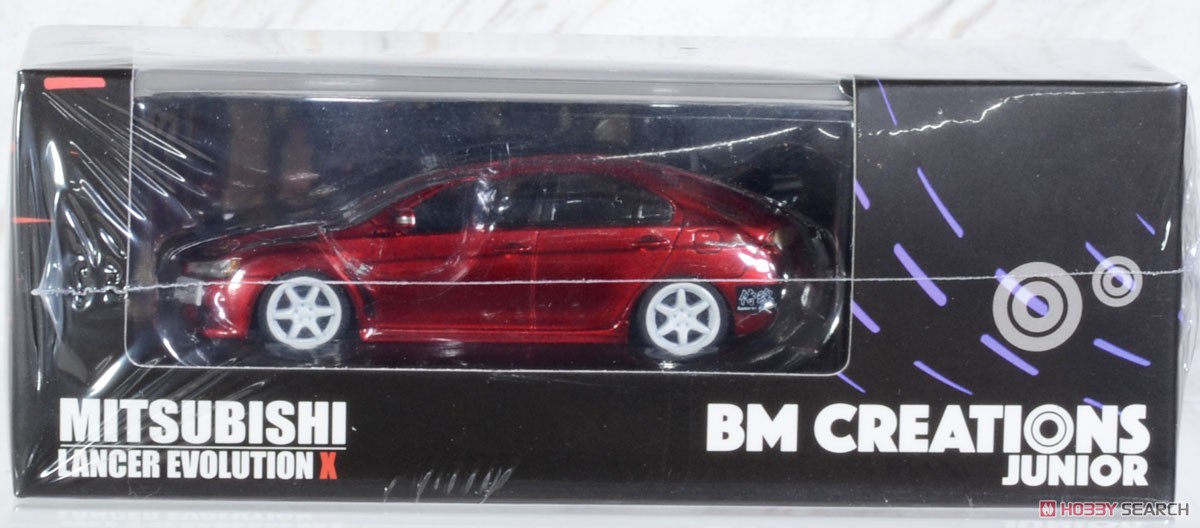 MITSUBISHI
LANCER EVOLUTION X
BM CREATIONS
JUNIOR
HOBBY SEARCH